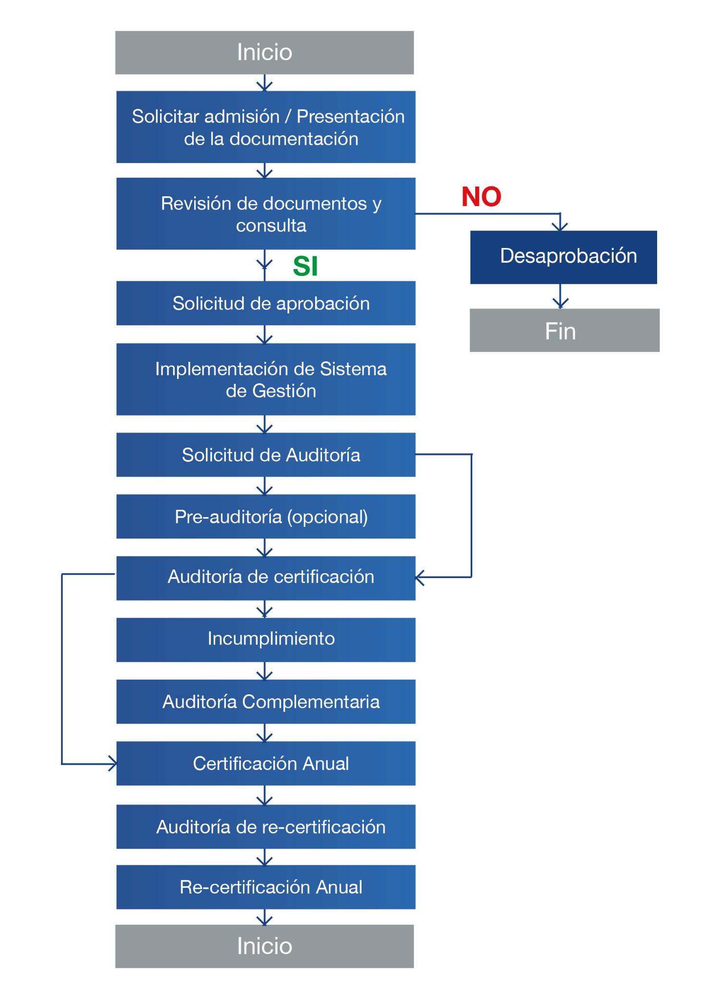 Inicio
Solicitar admisión / Presentación
de la documentación
Revisión de documentos y
consulta
NO
Desaprobación
Fin
SI
Solicitud de aprobación
Implementación de Sistema
de Gestión
Solicitud de Auditoría
Pre-auditoría (opcional)
Auditoría de certificación
Incumplimiento
Auditoría Complementaria
Certificación Anual
Auditoría de re-certificación
Re-certificación Anual
Inicio